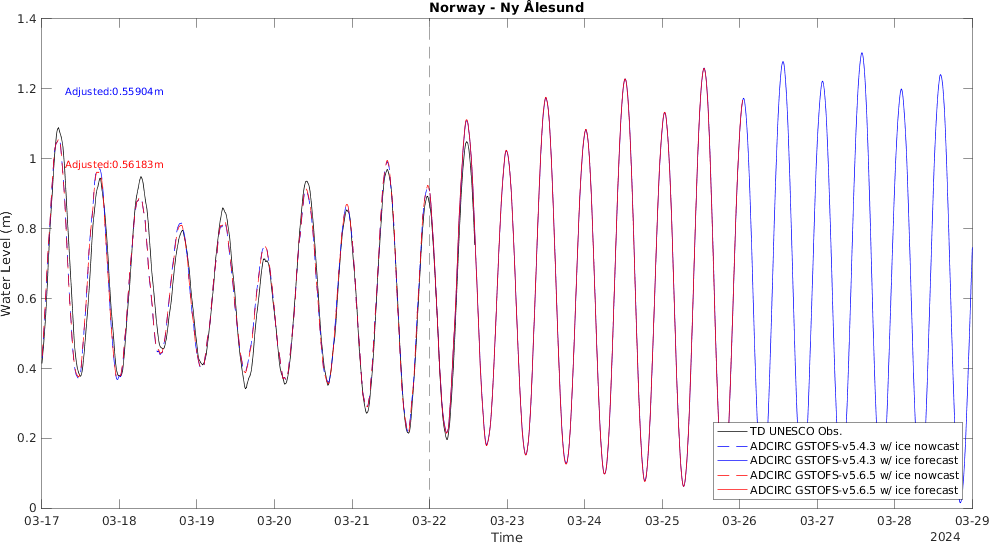 Norway - Ny Ålesund
1.4
1.2
1
0.8
0.6
0.4
0.2
0
Water Level (m)
Adjusted:0.55904m
Adjusted:0.56183m
TD UNESCO Obs.
ADCIRC GSTOFS-v5.4.3 w/ ice nowcast
ADCIRC GSTOFS-v5.4.3 w/ ice forecast
ADCIRC GSTOFS-v5.6.5 w/ ice nowcast
ADCIRC GSTOFS-v5.6.5 w/ ice forecast
03-17 03-18 03-19 03-20 03-21 03-22 03-23 03-24 03-25 03-26 03-27 03-28 03-29
Time
2024